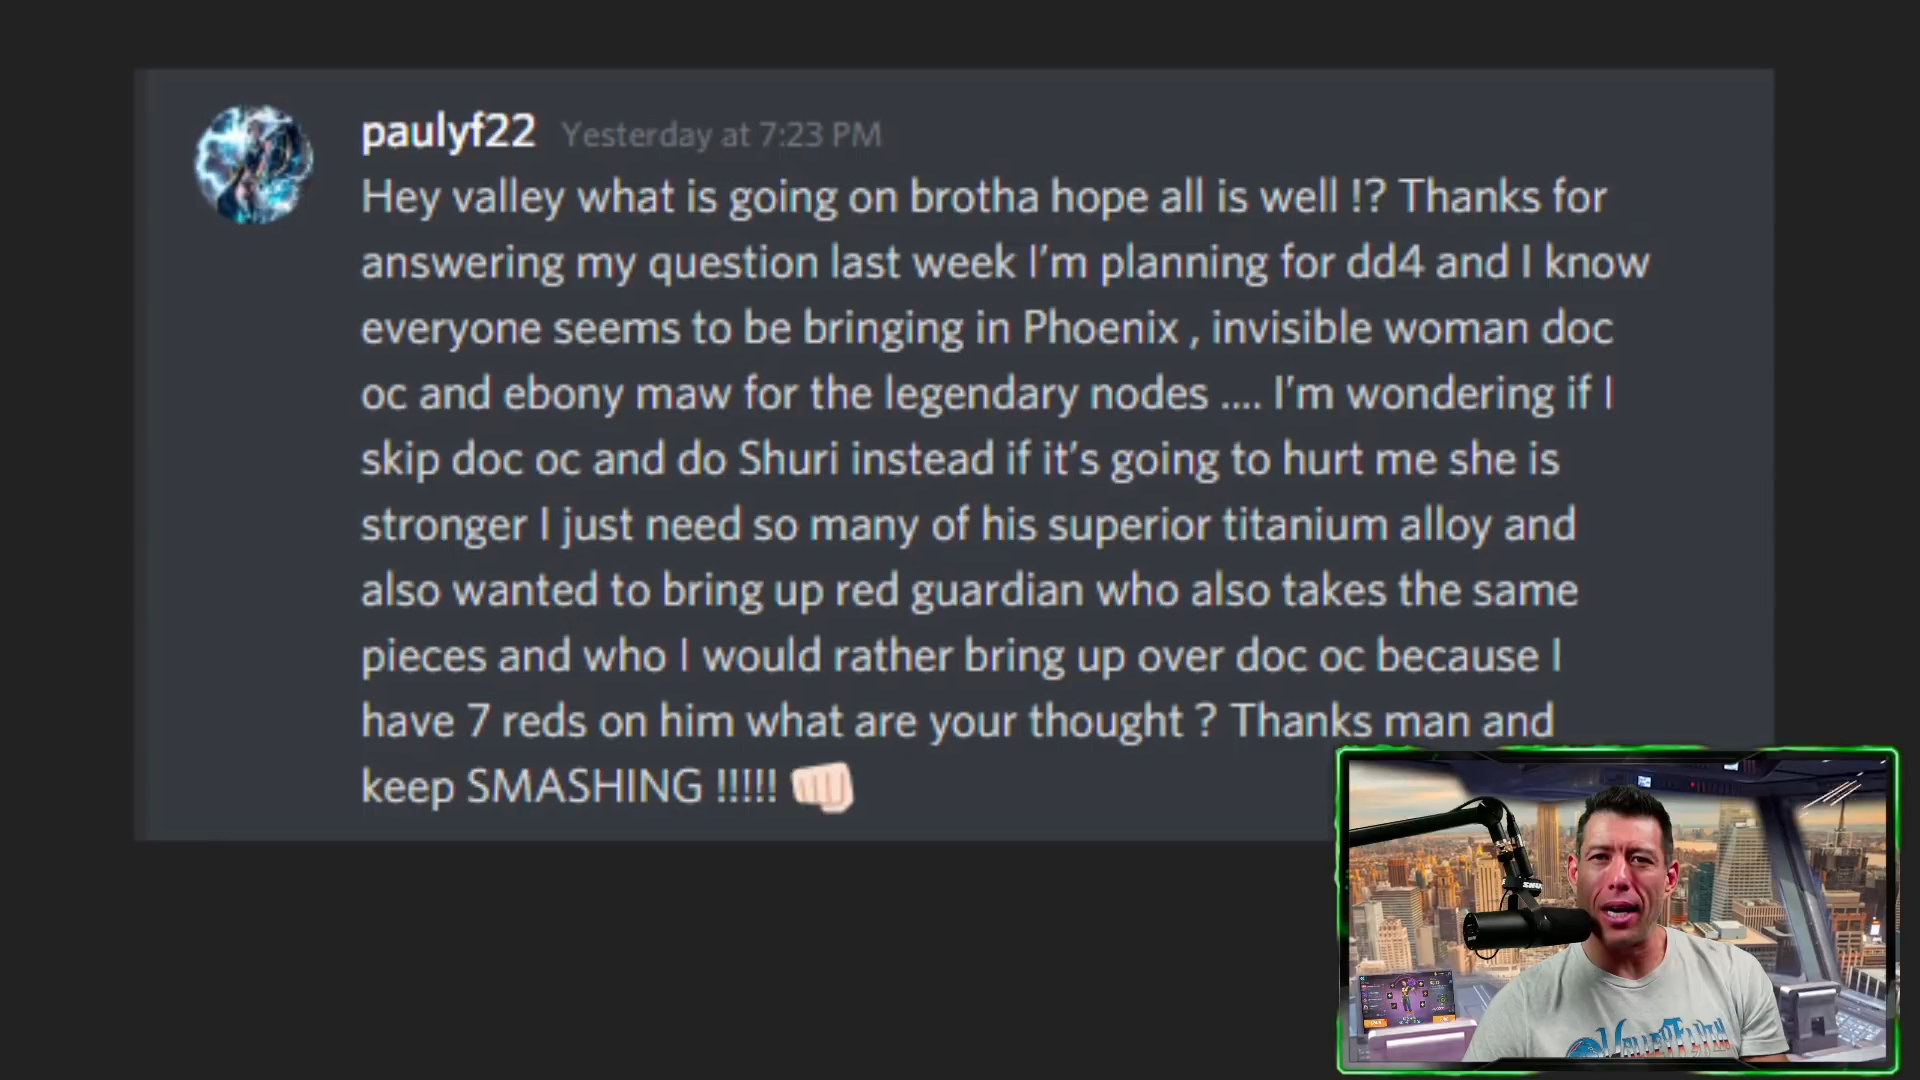 paulyf22 Yesterday at 7:23 PM
Hey valley what is going on brotha hope all is well !? Thanks for
answering my question last week I'm planning for dd4 and I know
everyone seems to be bringing in Phoenix , invisible woman doc
oc and ebony maw for the legendary nodes .... I'm wondering if I
skip doc oc and do Shuri instead if it's going to hurt me she is
stronger I just need so many of his superior titanium alloy and
also wanted to bring up red guardian who also takes the same
pieces and who I would rather bring up over doc oc because I
have 7 reds on him what are your thought ? Thanks man and
keep SMASHING !!!!! 👊🏻
VALLEYFLYIN